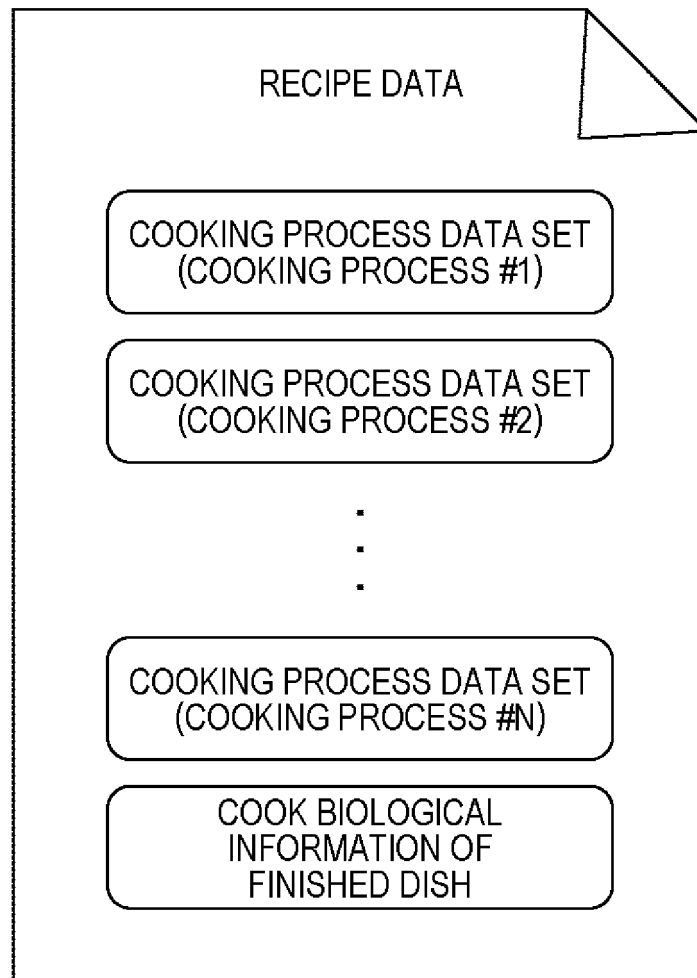 RECIPE DATA
COOKING PROCESS DATA SET
(COOKING PROCESS #1)
COOKING PROCESS DATA SET
(COOKING PROCESS #2)
COOKING PROCESS DATA SET
(COOKING PROCESS #N)
COOK BIOLOGICAL
INFORMATION OF
FINISHED DISH